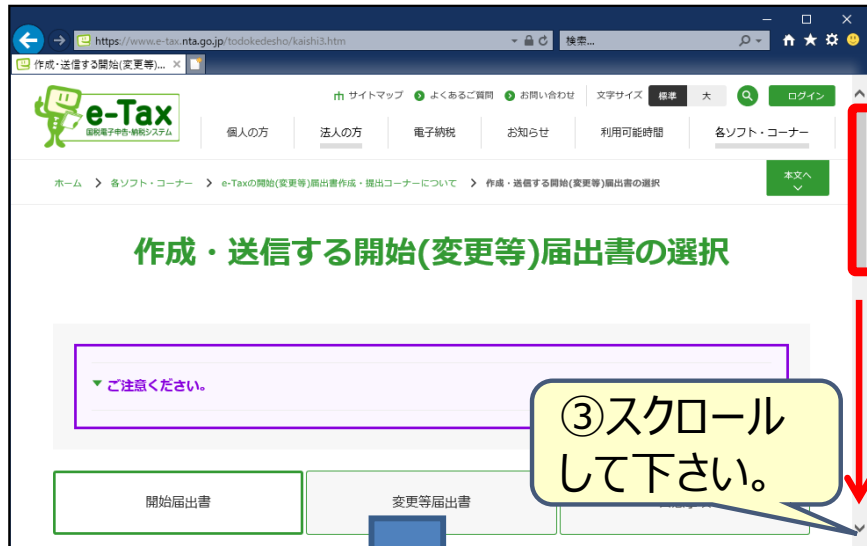 https://www.e-tax.nta.go.jp/todokedesho/kaishi3.htm
検索...
作成・送信する開始(変更等)...
サイトマップ よくあるご質問 お問い合わせ 文字サイズ 標準 大 ログイン
e-Tax
国税電子申告・納税システム
個人の方 法人の方 電子納税 お知らせ 利用可能時間 各ソフト・コーナー
ホーム 各ソフト・コーナー e-Taxの開始(変更等)届出書作成・提出コーナーについて 作成・送信する開始(変更等)届出書の選択
本文へ
作成・送信する開始(変更等)届出書の選択
ご注意ください。
③スクロール
して下さい。
開始届出書 変更等届出書